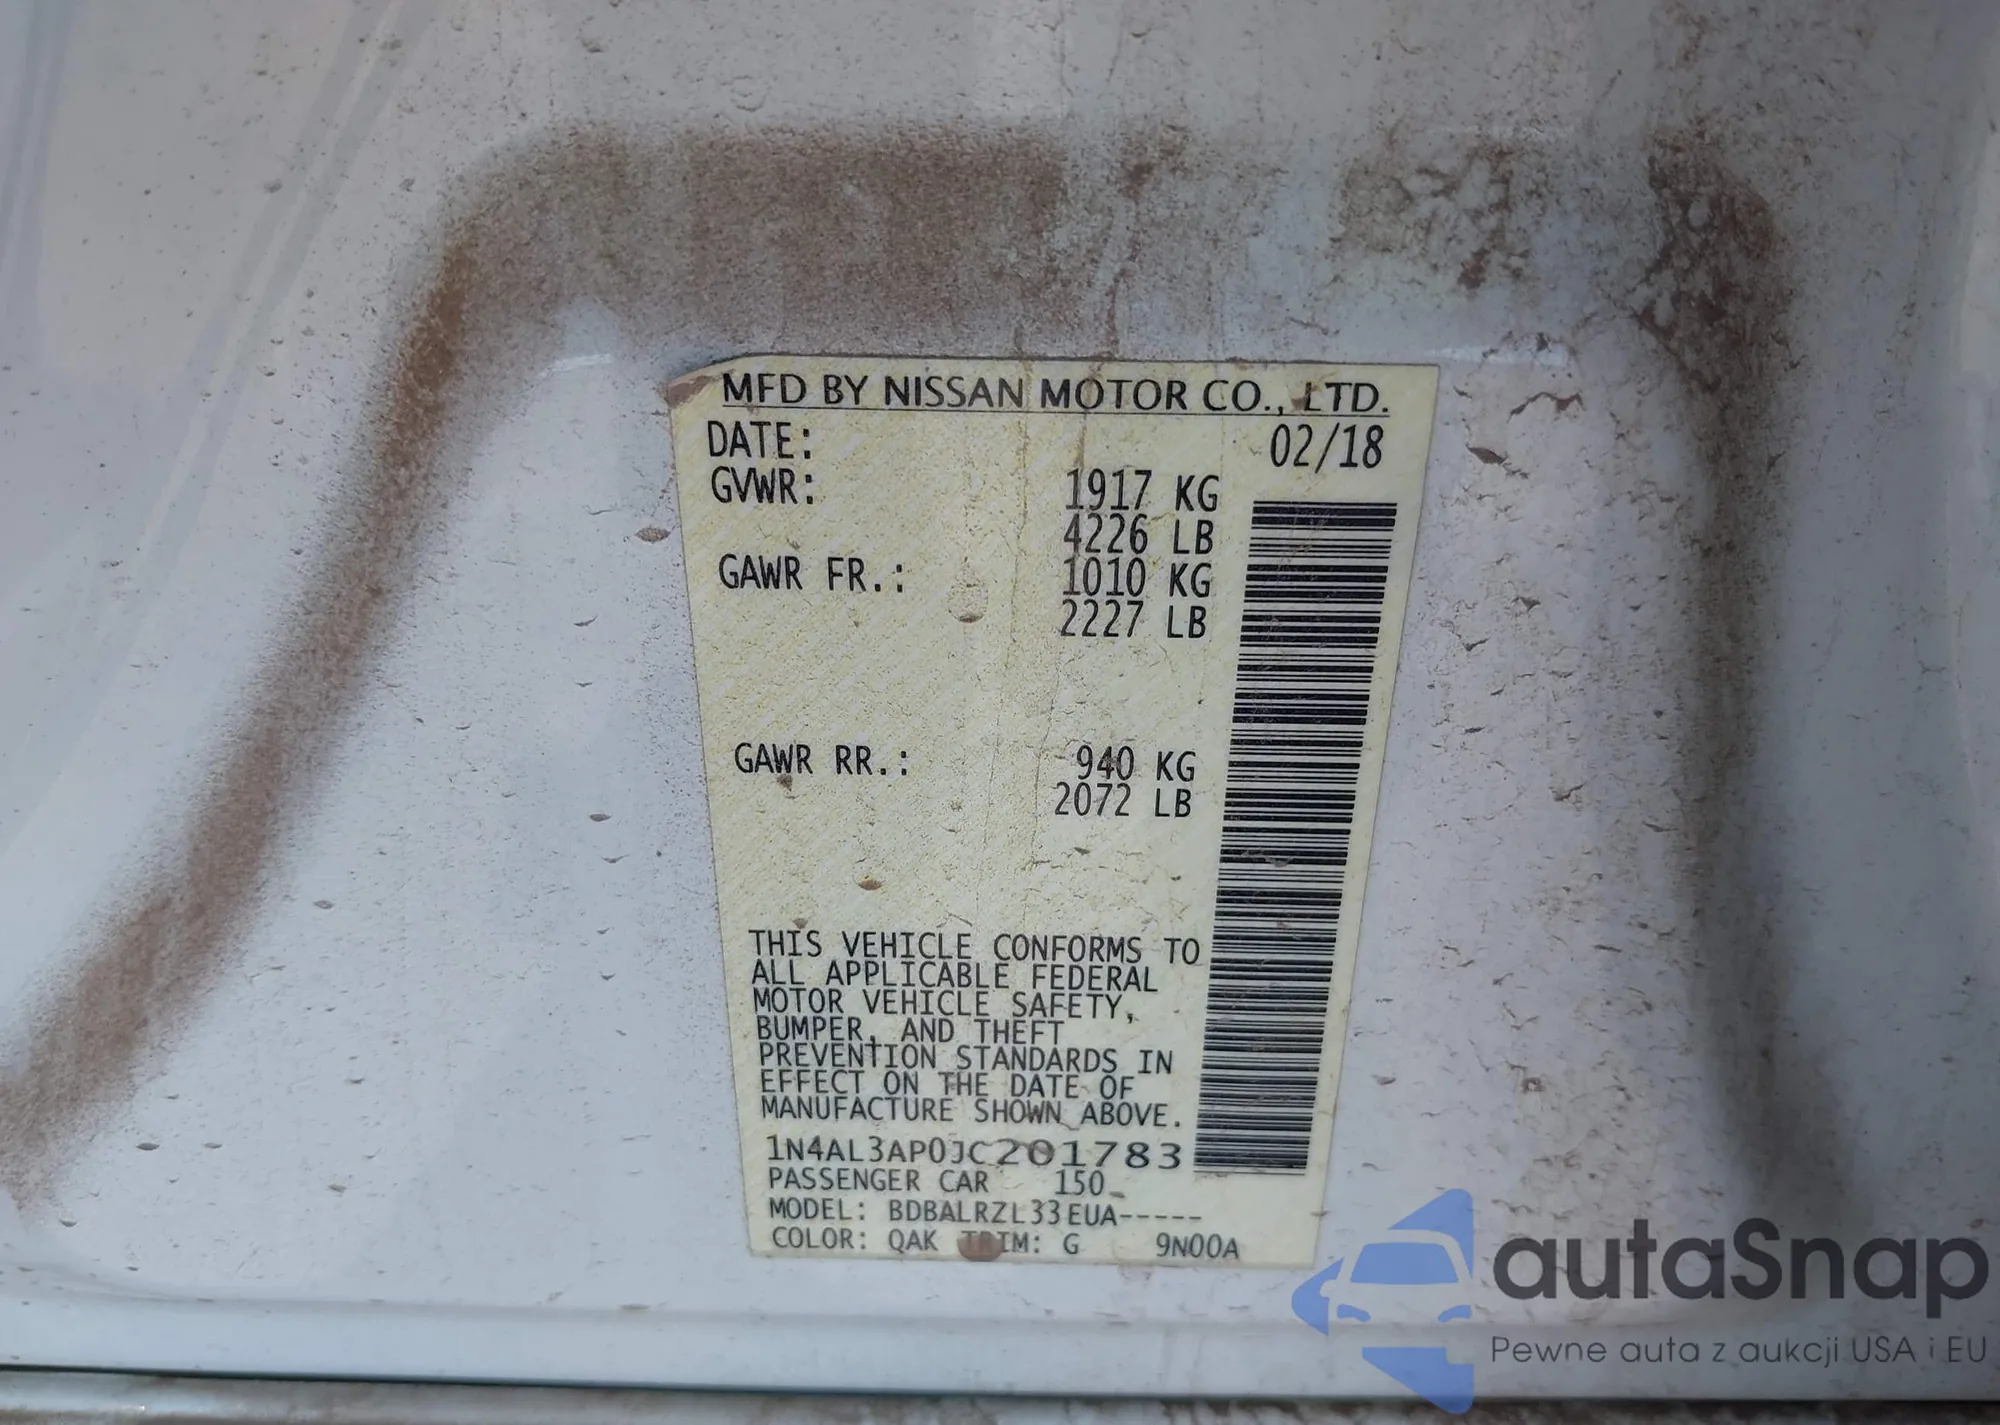 MFD BY NISSAN MOTOR CO., LTD.
DATE: 02/18
GVWR: 1917 KG
4226 LB
GAWR FR.: 1010 KG
2227 LB
GAWR RR.: 940 KG
2072 LB
THIS VEHICLE CONFORMS TO
ALL APPLICABLE FEDERAL
MOTOR VEHICLE SAFETY,
BUMPER, AND THEFT
PREVENTION STANDARDS IN
EFFECT ON THE DATE OF
MANUFACTURE SHOWN ABOVE.
1N4AL3AP0JC201783
PASSENGER CAR 150
MODEL: BDBALRZL33EUA-----
COLOR: QAK TRIM: G 9N00A
autaSnap
Pewne auta z aukcji USA i EU